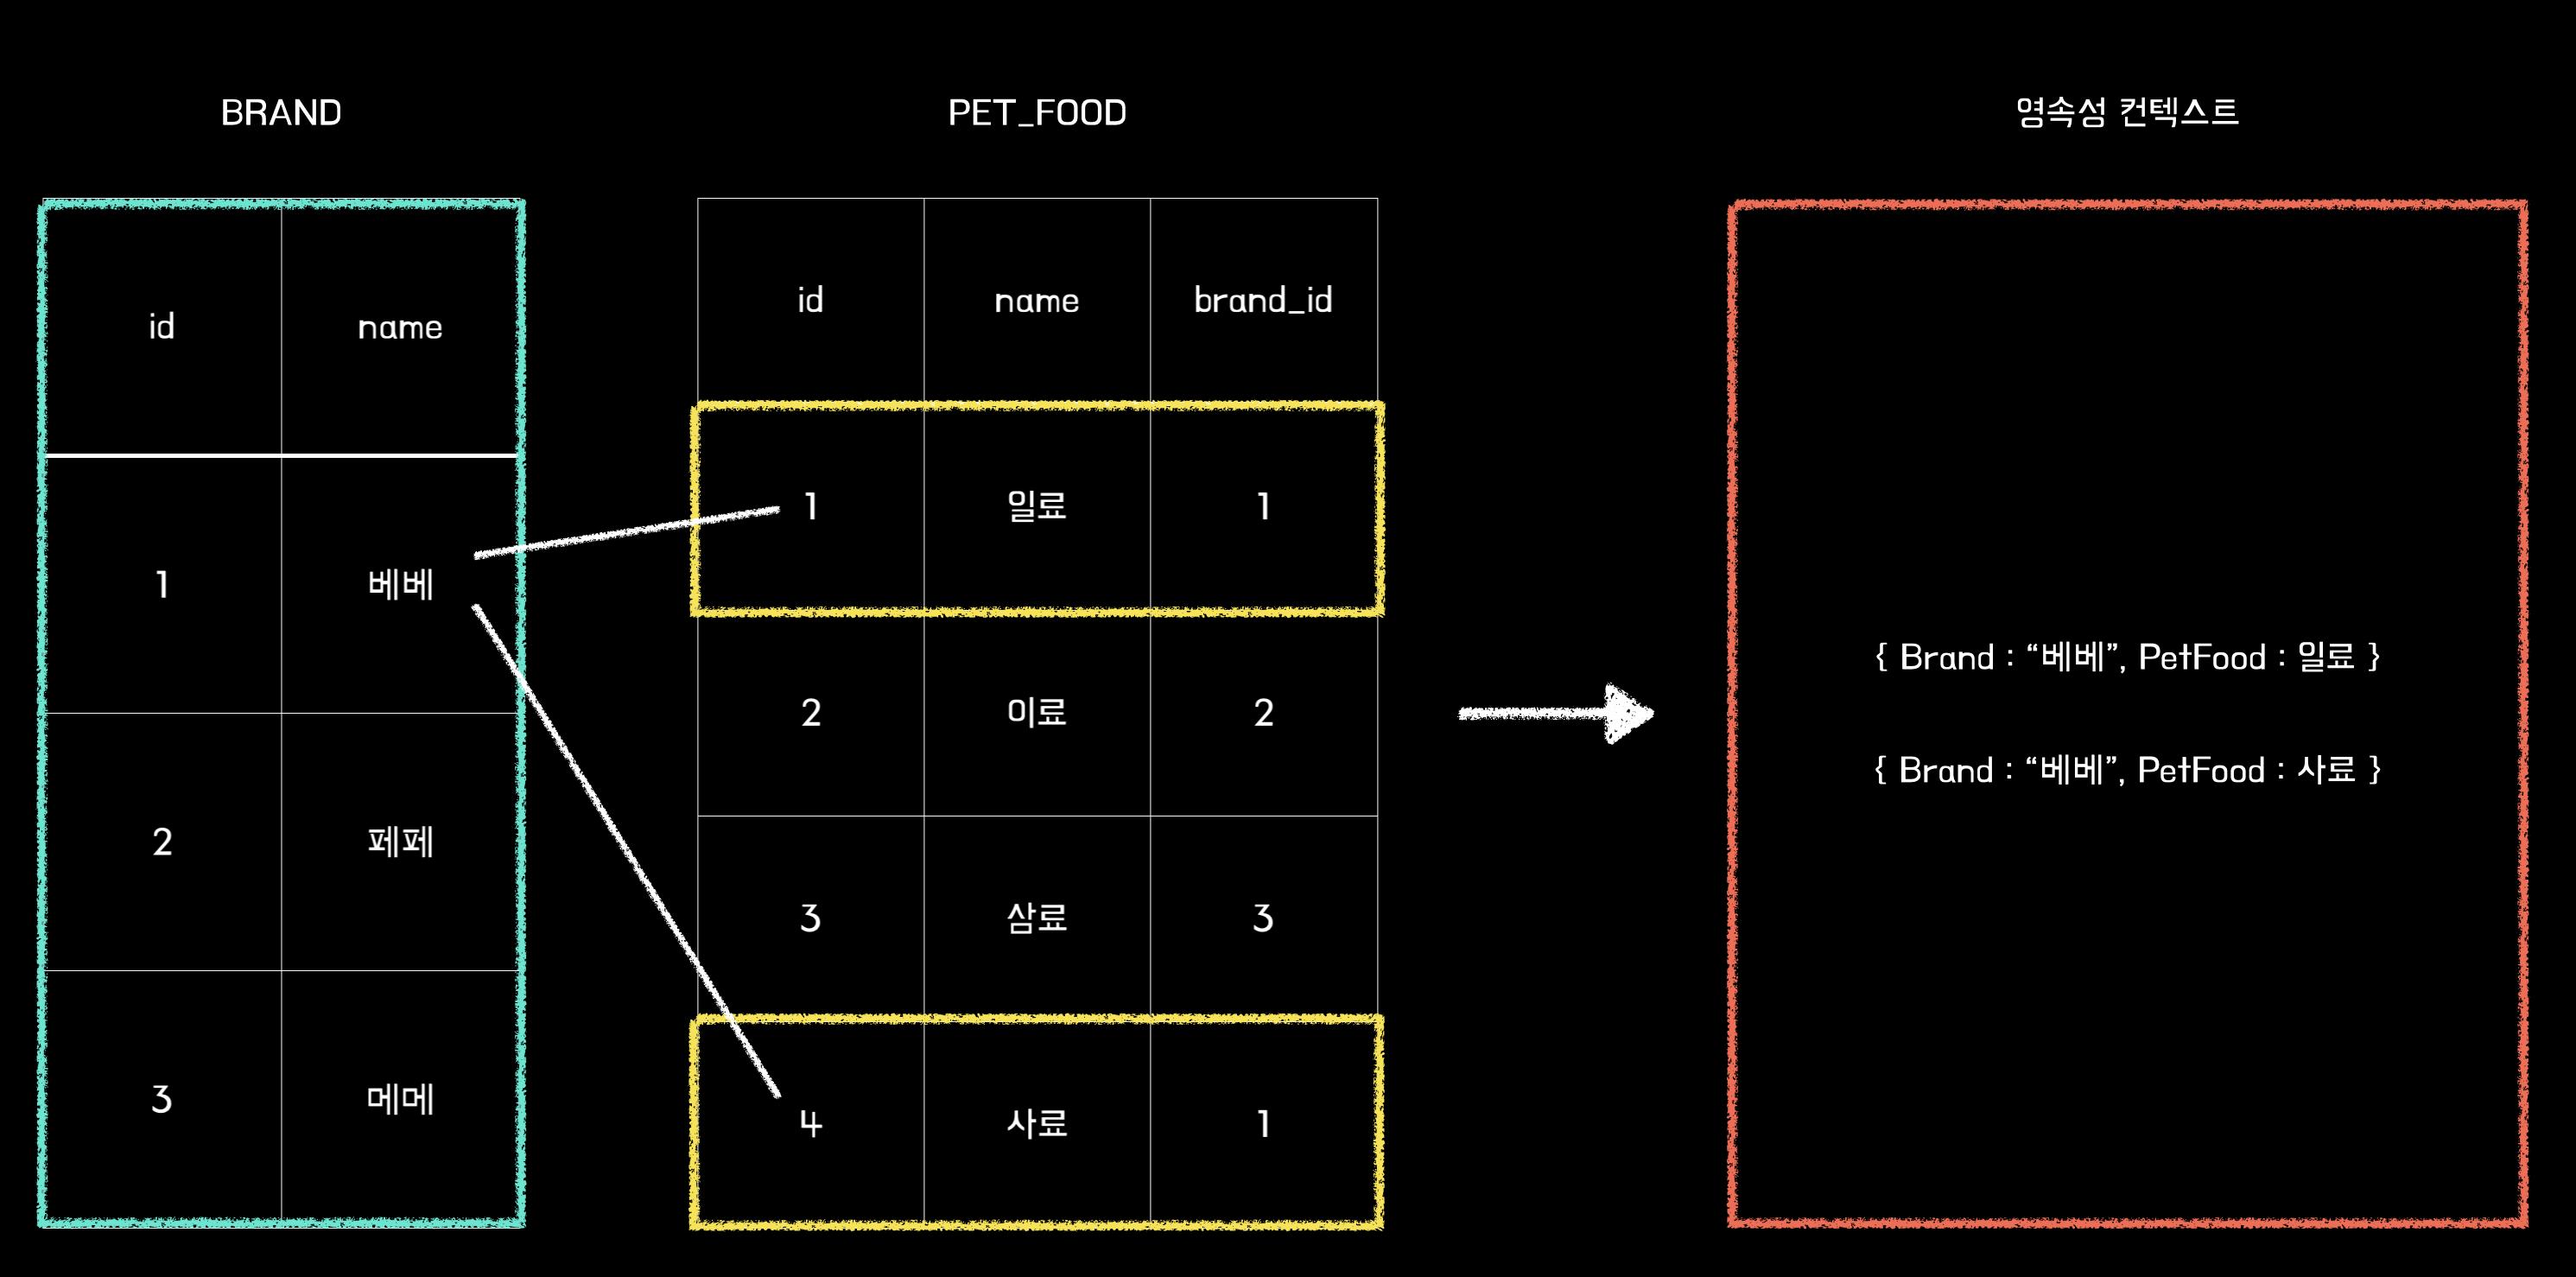 BRAND
id name
1 베베
2 페페
3 메메
PET_FOOD
id name brand_id
1 일료 1
2 이료 2
3 삼료 3
4 사료 1
영속성 컨텍스트
{ Brand : “베베”, PetFood : 일료 }
{ Brand : “베베”, PetFood : 사료 }